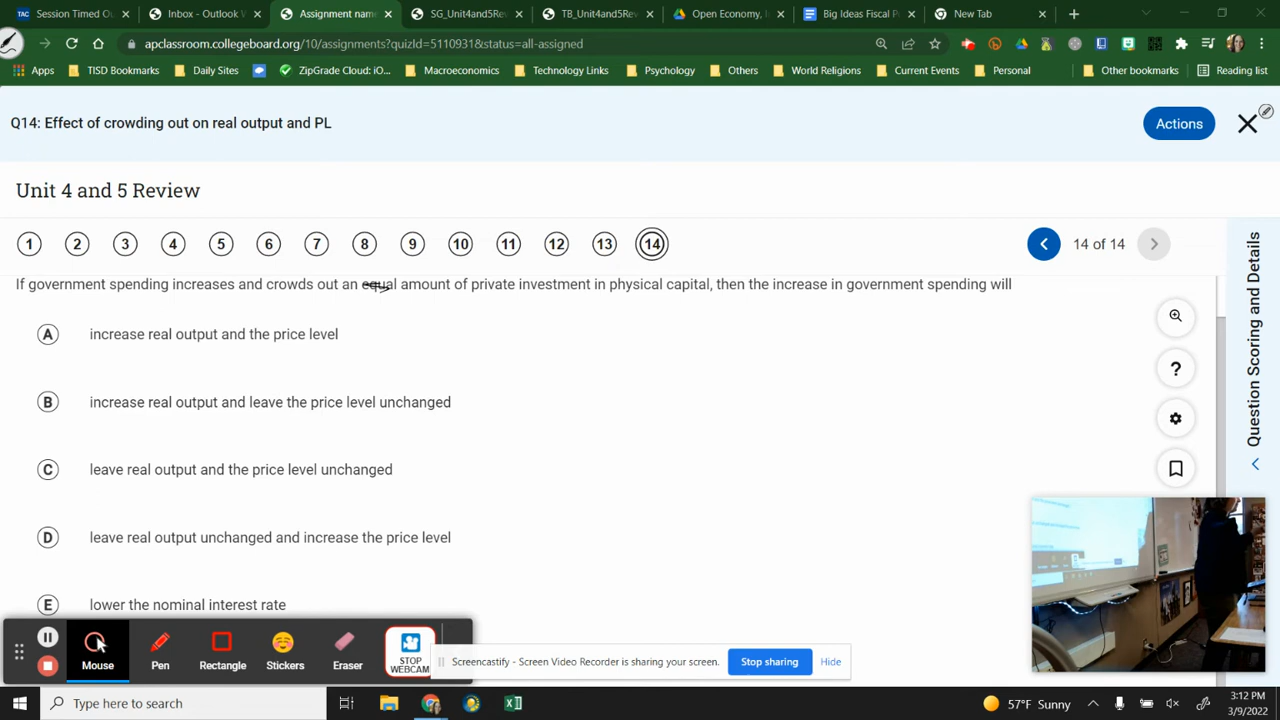 Session Timed Ou
Inbox - Outlook W
Assignment name
SG_Unit4and5Rev
TB_Unit4and5Rev
Open Economy, In
Big Ideas Fiscal P
New Tab
apclassroom.collegeboard.org/10/assignments?quizId=5110931&status=all-assigned
Apps
TISD Bookmarks
Daily Sites
ZipGrade Cloud: iO...
Macroeconomics
Technology Links
Psychology
Others
World Religions
Current Events
Personal
Other bookmarks
Reading list
Q14: Effect of crowding out on real output and PL
Actions
Unit 4 and 5 Review
1 2 3 4 5 6 7 8 9 10 11 12 13 14
14 of 14
If government spending increases and crowds out an equal amount of private investment in physical capital, then the increase in government spending will
A increase real output and the price level
B increase real output and leave the price level unchanged
C leave real output and the price level unchanged
D leave real output unchanged and increase the price level
E lower the nominal interest rate
Question Scoring and Details
?
Mouse
Pen
Rectangle
Stickers
Eraser
STOP
WEBCAM
Screencastify - Screen Video Recorder is sharing your screen.
Stop sharing
Hide
Type here to search
57°F Sunny
3:12 PM
3/9/2022